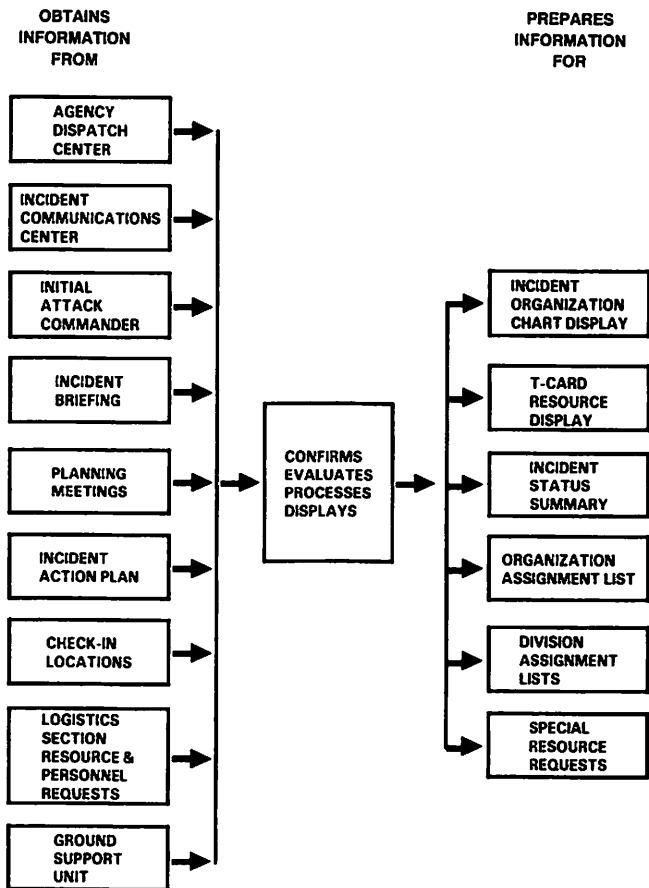 OBTAINS
INFORMATION
FROM
PREPARES
INFORMATION
FOR
AGENCY
DISPATCH
CENTER
INCIDENT
COMMUNICATIONS
CENTER
INITIAL
ATTACK
COMMANDER
INCIDENT
BRIEFING
PLANNING
MEETINGS
INCIDENT
ACTION PLAN
CHECK-IN
LOCATIONS
LOGISTICS
SECTION
RESOURCE &
PERSONNEL
REQUESTS
GROUND
SUPPORT
UNIT
CONFIRMS
EVALUATES
PROCESSES
DISPLAYS
INCIDENT
ORGANIZATION
CHART DISPLAY
T-CARD
RESOURCE
DISPLAY
INCIDENT
STATUS
SUMMARY
ORGANIZATION
ASSIGNMENT LIST
DIVISION
ASSIGNMENT
LISTS
SPECIAL
RESOURCE
REQUESTS